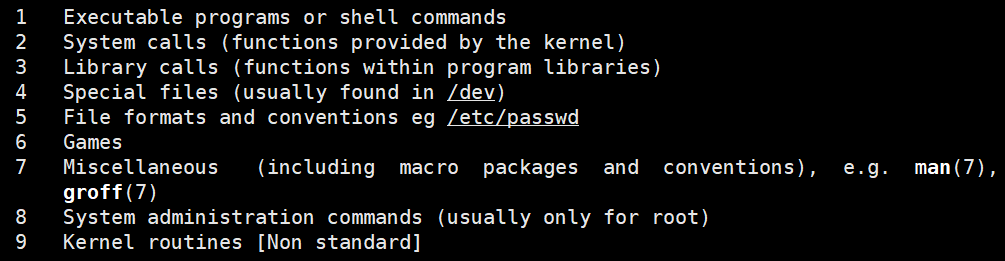 1 Executable programs or shell commands
2 System calls (functions provided by the kernel)
3 Library calls (functions within program libraries)
4 Special files (usually found in /dev)
5 File formats and conventions eg /etc/passwd
6 Games
7 Miscellaneous (including macro packages and conventions), e.g. man(7),
groff(7)
8 System administration commands (usually only for root)
9 Kernel routines [Non standard]